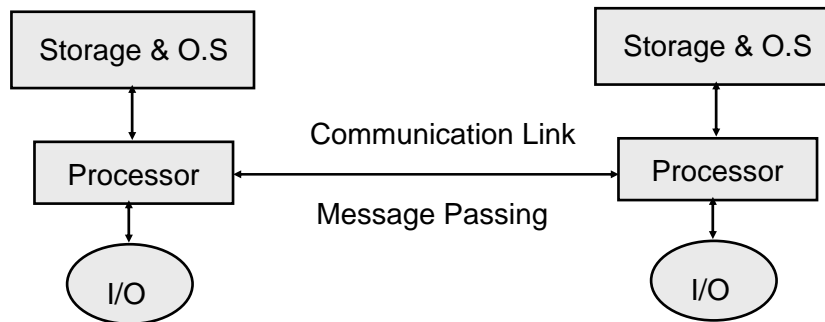 Storage & O.S
Storage & O.S
Communication Link
Processor
Processor
Message Passing
I/O
I/O